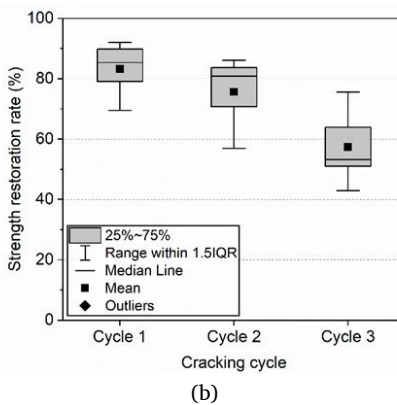 Strength restoration rate (%)
100
80
60
40
20
0
25%~75%
Range within 1.5IQR
Median Line
Mean
Outliers
Cycle 1 Cycle 2 Cycle 3
Cracking cycle
(b)